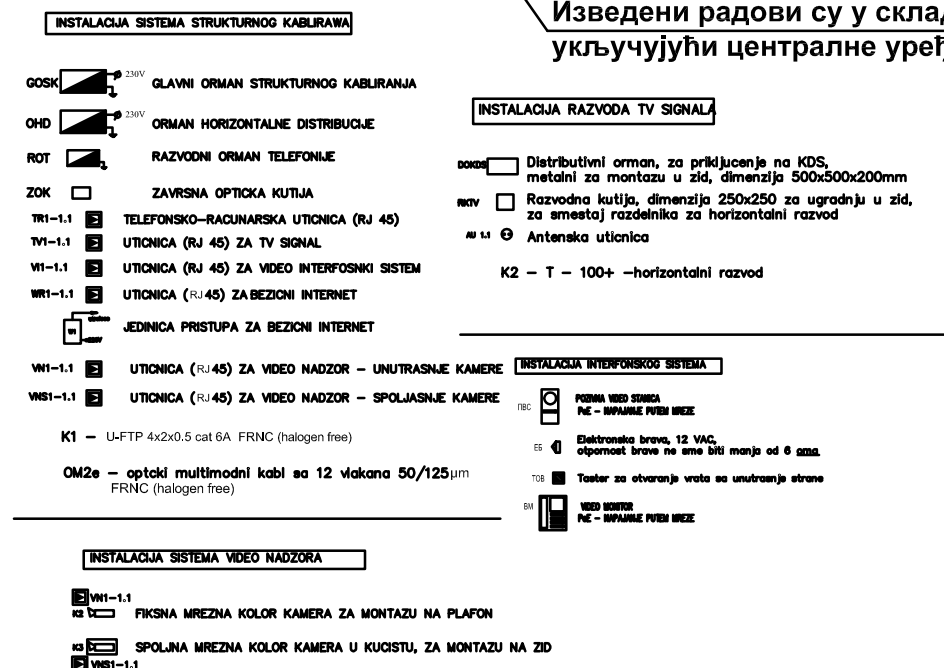 INSTALACIJA SISTEMA STRUKTURNOG KABLIRAWA
GOSK 230V GLAVNI ORMAN STRUKTURNOG KABLIRANJA
OHD 230V ORMAN HORIZONTALNE DISTRIBUCIJE
ROT RAZVODNI ORMAN TELEFONIJE
ZOK ZAVRSNA OPTICKA KUTIJA
TR1-1.1 TELEFONSKO-RACUNARSKA UTICNICA (RJ 45)
TV1-1.1 UTICNICA (RJ 45) ZA TV SIGNAL
VI1-1.1 UTICNICA (RJ 45) ZA VIDEO INTERFOSNKI SISTEM
WR1-1.1 UTICNICA (RJ 45) ZA BEZICNI INTERNET
JEDINICA PRISTUPA ZA BEZICNI INTERNET
VN1-1.1 UTICNICA (RJ 45) ZA VIDEO NADZOR - UNUTRASNJE KAMERE
VNS1-1.1 UTICNICA (RJ 45) ZA VIDEO NADZOR - SPOLJASNJE KAMERE
K1 - U-FTP 4x2x0.5 cat 6A FRNC (halogen free)
OM2e - optcki multimodni kabl sa 12 vlakana 50/125µm
FRNC (halogen free)
INSTALACIJA SISTEMA VIDEO NADZORA
VN1-1.1
K2 FIKSNA MREZNA KOLOR KAMERA ZA MONTAZU NA PLAFON
K3 SPOLJNA MREZNA KOLOR KAMERA U KUCISTU, ZA MONTAZU NA ZID
VNS1-1.1
Изведени радови су у склад
укључујући централне уређ
INSTALACIJA RAZVODA TV SIGNALA
DOKDS Distributivni orman, za prikljucenje na KDS,
metalni za montazu u zid, dimenzija 500x500x200mm
RKTV Razvodna kutija, dimenzija 250x250 za ugradnju u zid,
za smestaj razdelnika za horizontalni razvod
AU 1.1 Antenska uticnica
K2 - T - 100+ -horizontalni razvod
INSTALACIJA INTERFONSKOG SISTEMA
ПВС POZIVNA VIDEO STANICA
PoE - NAPAJANJE PUTEM MREZE
ЕБ Elektronska brava, 12 VAC,
otpornost brave ne sme biti manja od 6 oma
ТОВ Taster za otvaranje vrata sa unutrasnje strane
ВМ VIDEO MONITOR
PoE - NAPAJANJE PUTEM MREZE